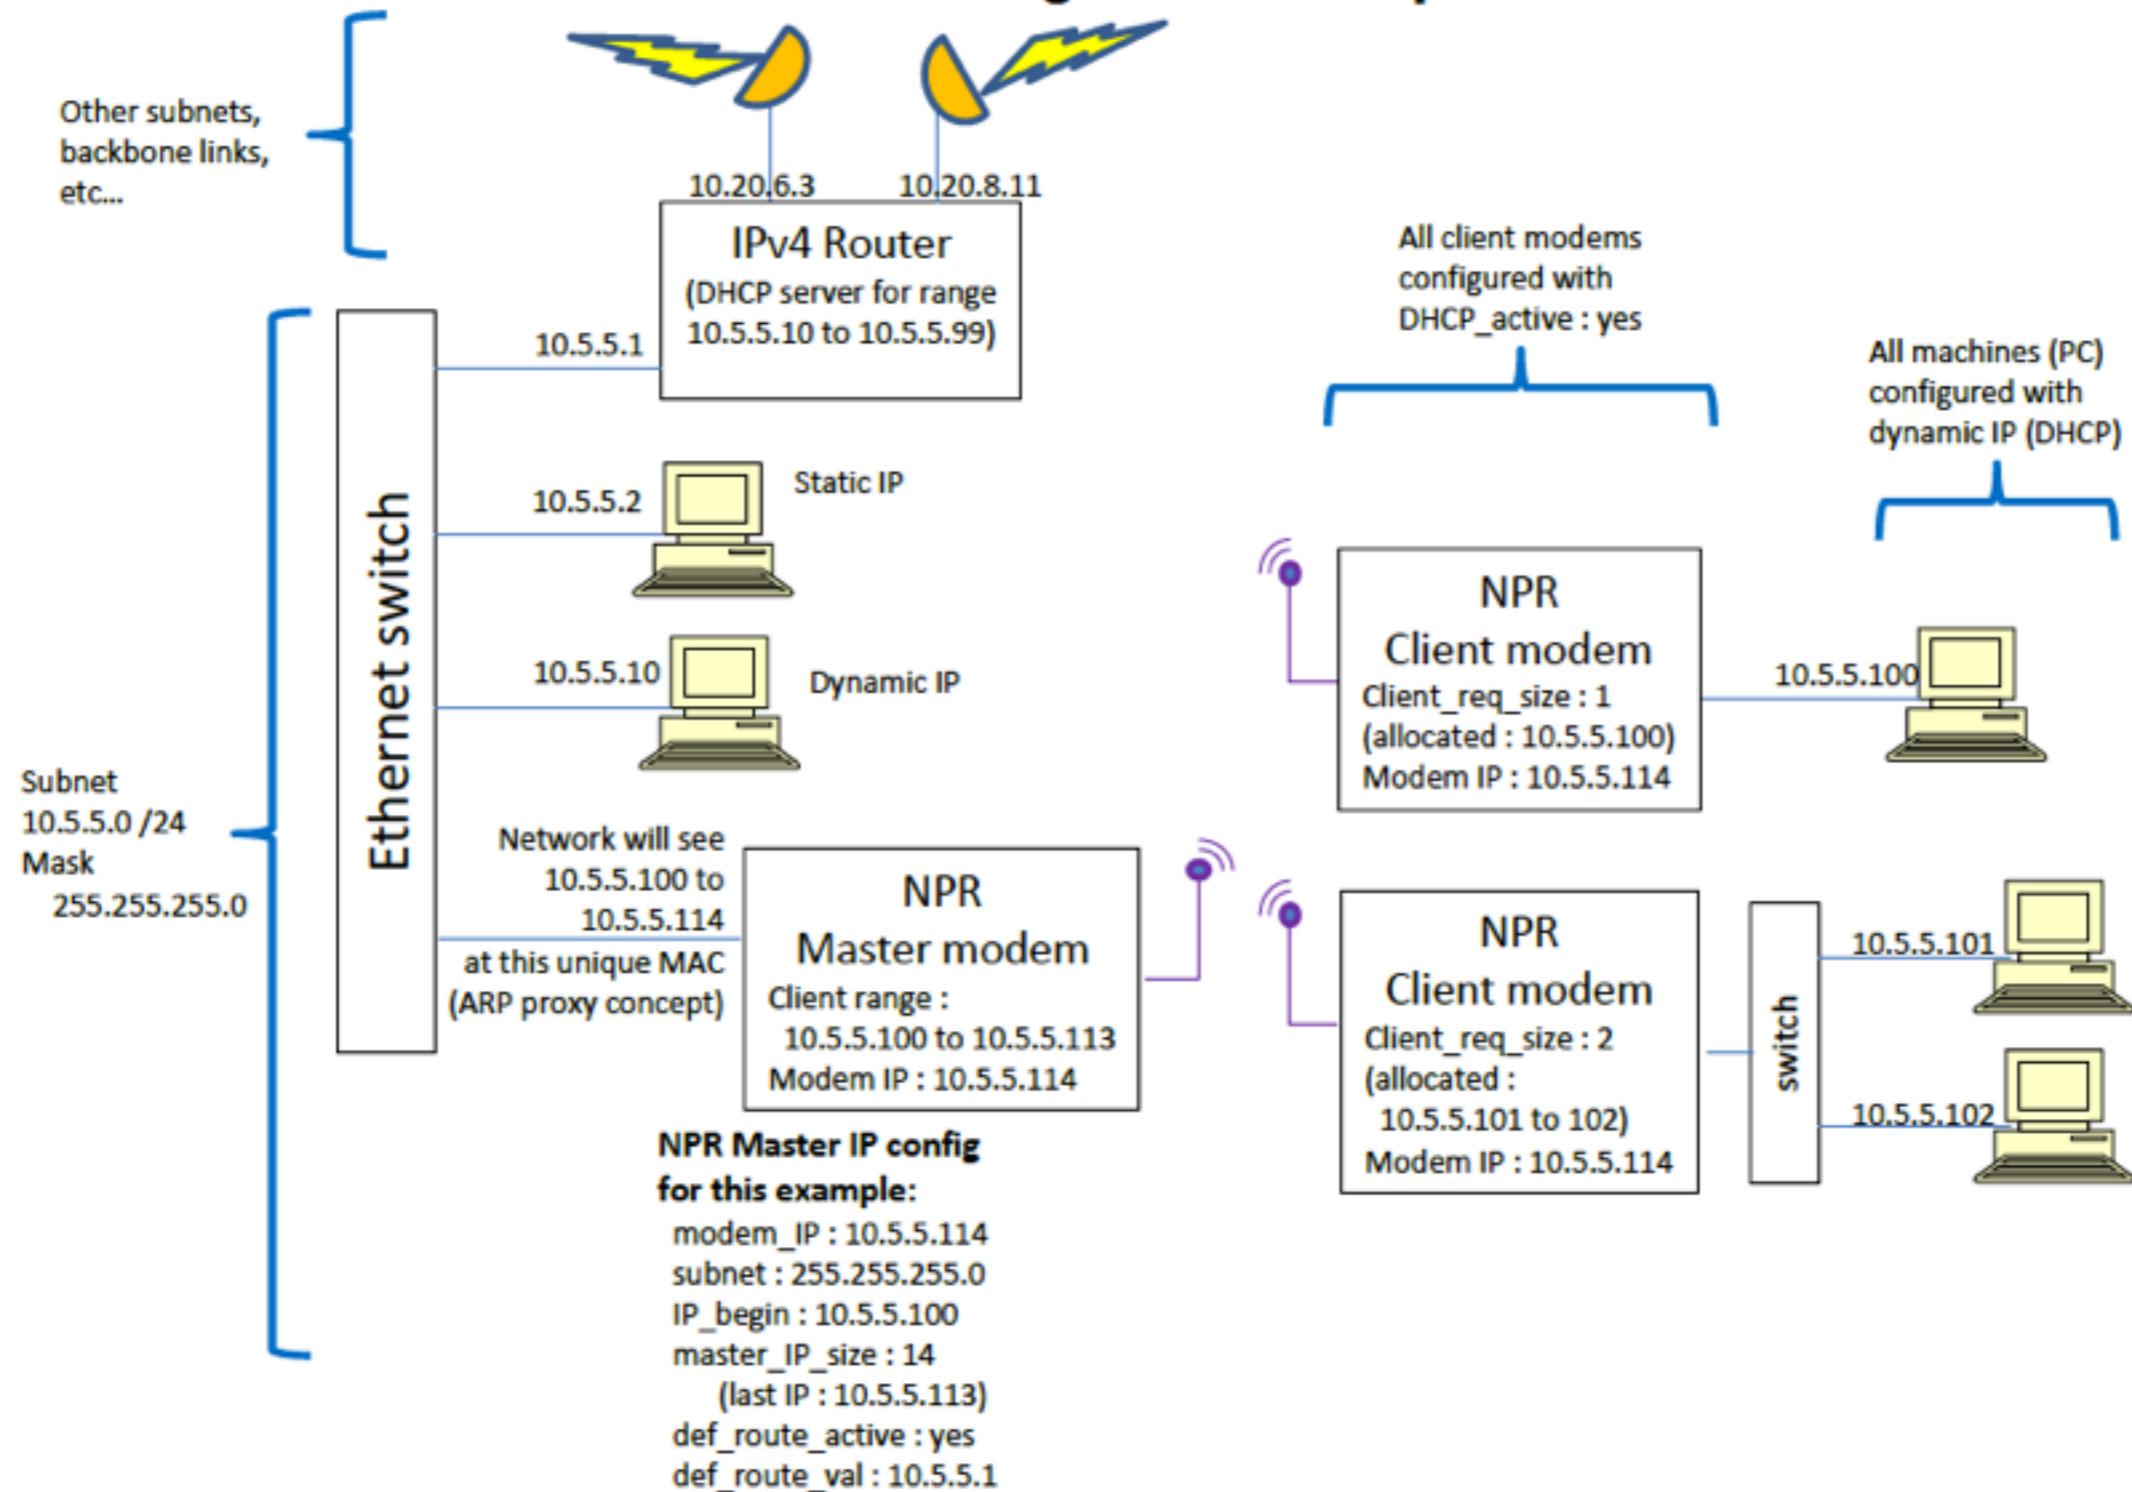 Other subnets,
backbone links,
etc...
10.20.6.3
10.20.8.11
IPv4 Router
(DHCP server for range
10.5.5.10 to 10.5.5.99)
10.5.5.1
All client modems
configured with
DHCP_active : yes
All machines (PC)
configured with
dynamic IP (DHCP)
Ethernet switch
10.5.5.2
Static IP
10.5.5.10
Dynamic IP
Subnet
10.5.5.0 /24
Mask
255.255.255.0
Network will see
10.5.5.100 to
10.5.5.114
at this unique MAC
(ARP proxy concept)
NPR
Master modem
Client range :
10.5.5.100 to 10.5.5.113
Modem IP : 10.5.5.114
NPR
Client modem
Client_req_size : 1
(allocated : 10.5.5.100)
Modem IP : 10.5.5.114
10.5.5.100
NPR
Client modem
Client_req_size : 2
(allocated :
10.5.5.101 to 102)
Modem IP : 10.5.5.114
switch
10.5.5.101
10.5.5.102
NPR Master IP config
for this example:
modem_IP : 10.5.5.114
subnet : 255.255.255.0
IP_begin : 10.5.5.100
master_IP_size : 14
(last IP : 10.5.5.113)
def_route_active : yes
def_route_val : 10.5.5.1